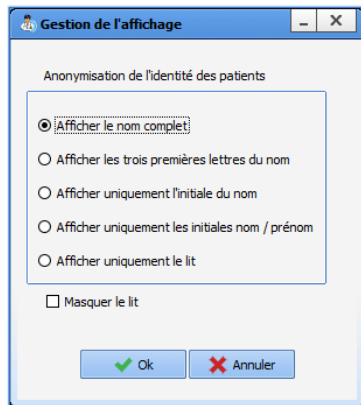 Gestion de l'affichage
Anonymisation de l'identité des patients
Afficher le nom complet
Afficher les trois premières lettres du nom
Afficher uniquement l'initiale du nom
Afficher uniquement les initiales nom / prénom
Afficher uniquement le lit
Masquer le lit
Ok Annuler